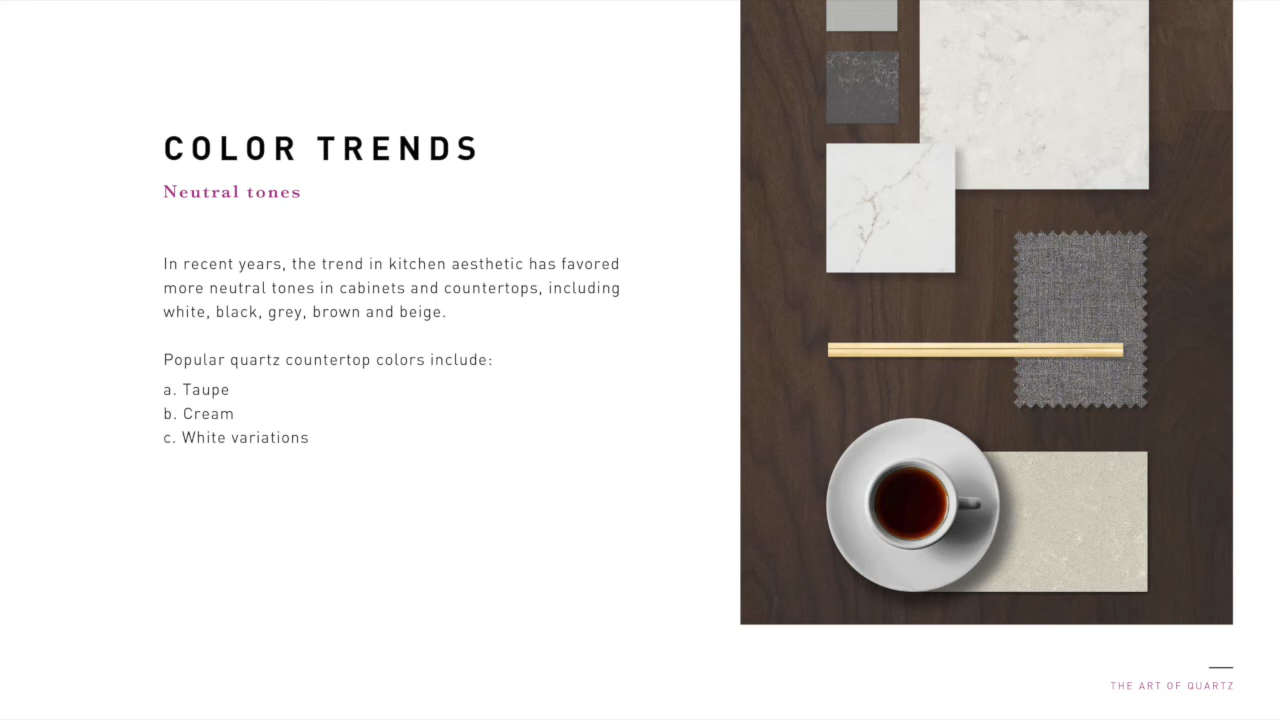 COLOR TRENDS
Neutral tones
In recent years, the trend in kitchen aesthetic has favored
more neutral tones in cabinets and countertops, including
white, black, grey, brown and beige.
Popular quartz countertop colors include:
a. Taupe
b. Cream
c. White variations
THE ART OF QUARTZ